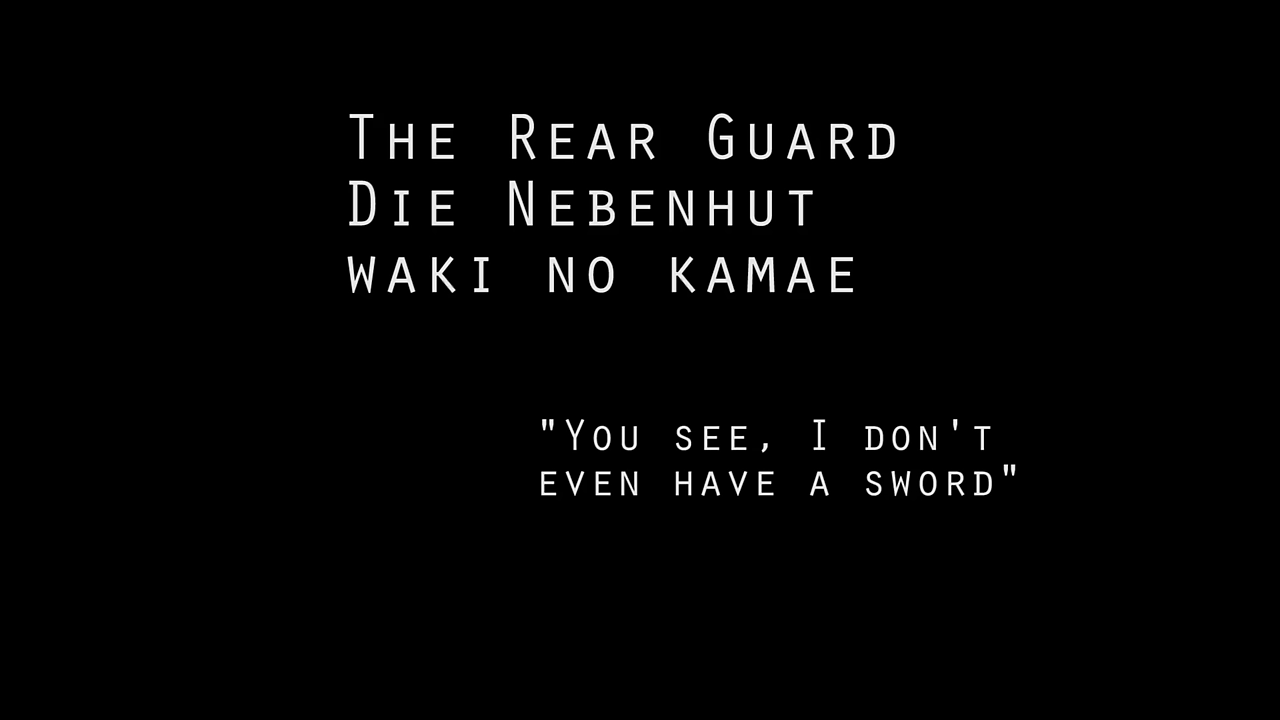 The Rear Guard
Die Nebenhut
waki no kamae
"You see, I don't
even have a sword"